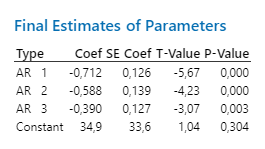 Final Estimates of Parameters
Type Coef SE Coef T-Value P-Value
AR 1 -0,712 0,126 -5,67 0,000
AR 2 -0,588 0,139 -4,23 0,000
AR 3 -0,390 0,127 -3,07 0,003
Constant 34,9 33,6 1,04 0,304